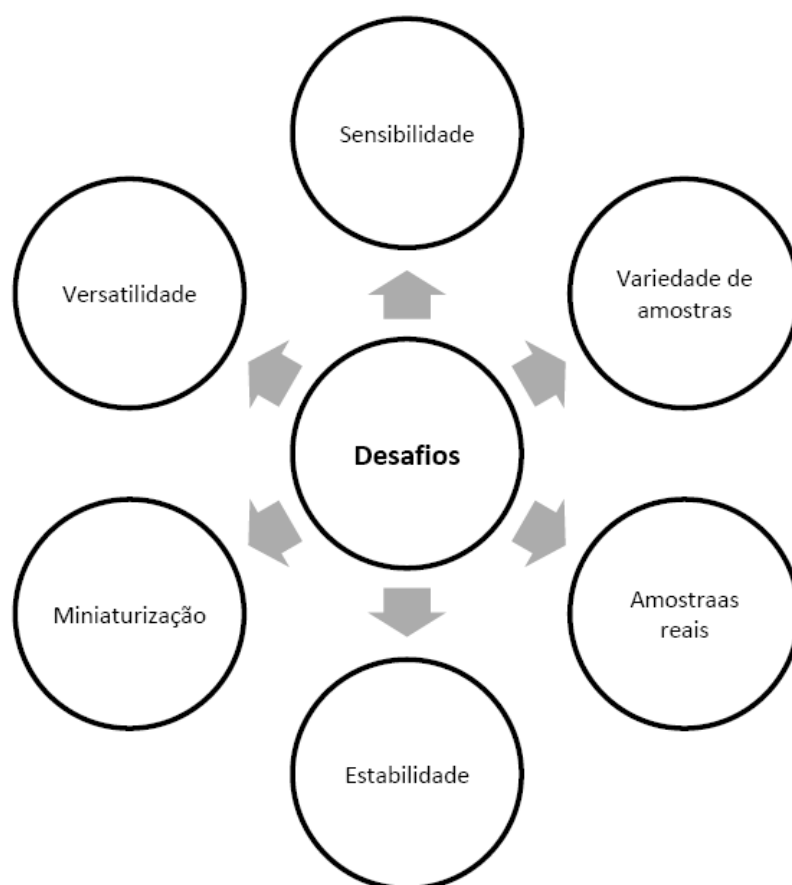 Sensibilidade
Versatilidade
Variedade de
amostras
Desafios
Miniaturização
Amostraas
reais
Estabilidade